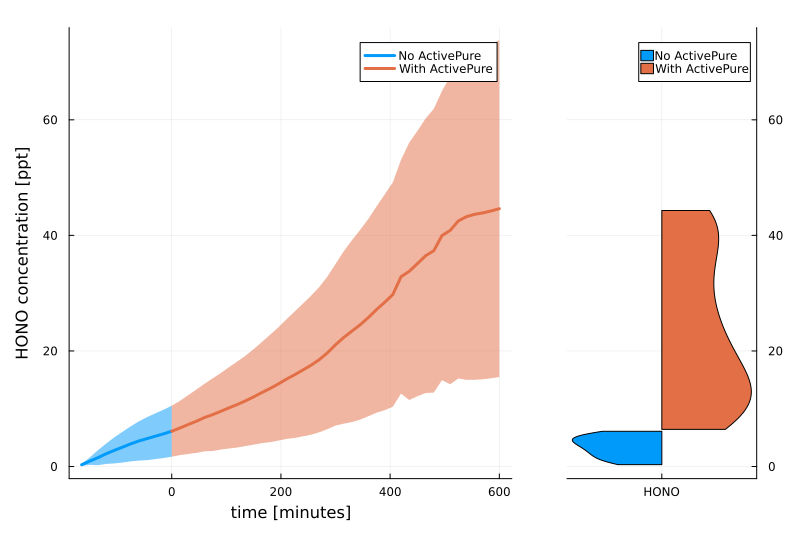 HONO concentration [ppt]
60
40
20
0
0
200
400
600
time [minutes]
No ActivePure
With ActivePure
No ActivePure
With ActivePure
60
40
20
0
HONO